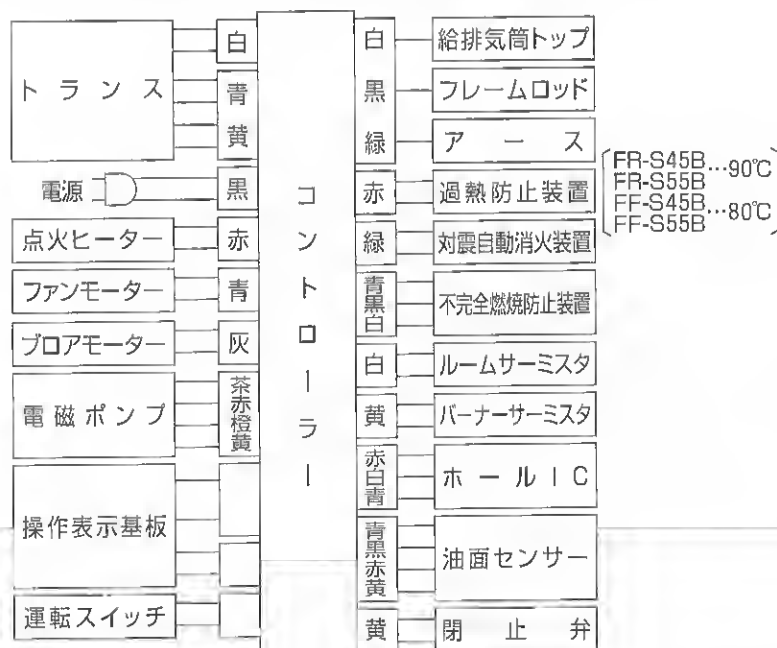 トランス
白
青
黄
電源
黒
点火ヒーター
赤
ファンモーター
青
ブロアモーター
灰
電磁ポンプ
茶
赤
橙
黄
操作表示基板
運転スイッチ
コントローラー
白
給排気筒トップ
黒
フレームロッド
緑
アース
赤
過熱防止装置
FR-S45B
FR-S55B…90℃
FF-S45B
FF-S55B…80℃
緑
対震自動消火装置
青
黒
白
不完全燃焼防止装置
白
ルームサーミスタ
黄
バーナーサーミスタ
赤
白
青
ホールIC
青
黒
赤
黄
油面センサー
黄
閉止弁